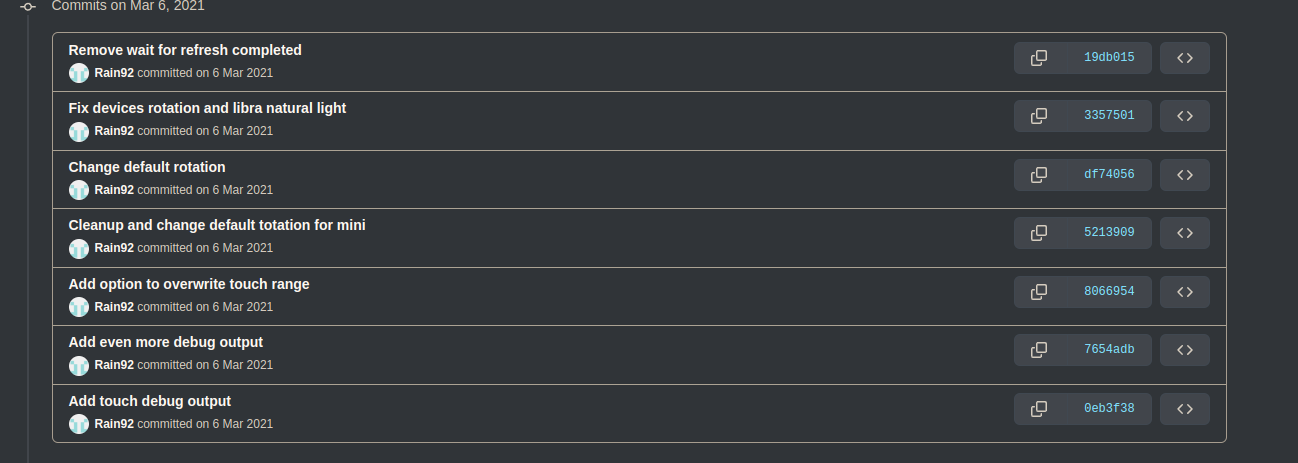 Commits on Mar 6, 2021
Remove wait for refresh completed
Rain92 committed on 6 Mar 2021
19db015
Fix devices rotation and libra natural light
Rain92 committed on 6 Mar 2021
3357501
Change default rotation
Rain92 committed on 6 Mar 2021
df74056
Cleanup and change default totation for mini
Rain92 committed on 6 Mar 2021
5213909
Add option to overwrite touch range
Rain92 committed on 6 Mar 2021
8066954
Add even more debug output
Rain92 committed on 6 Mar 2021
7654adb
Add touch debug output
Rain92 committed on 6 Mar 2021
0eb3f38